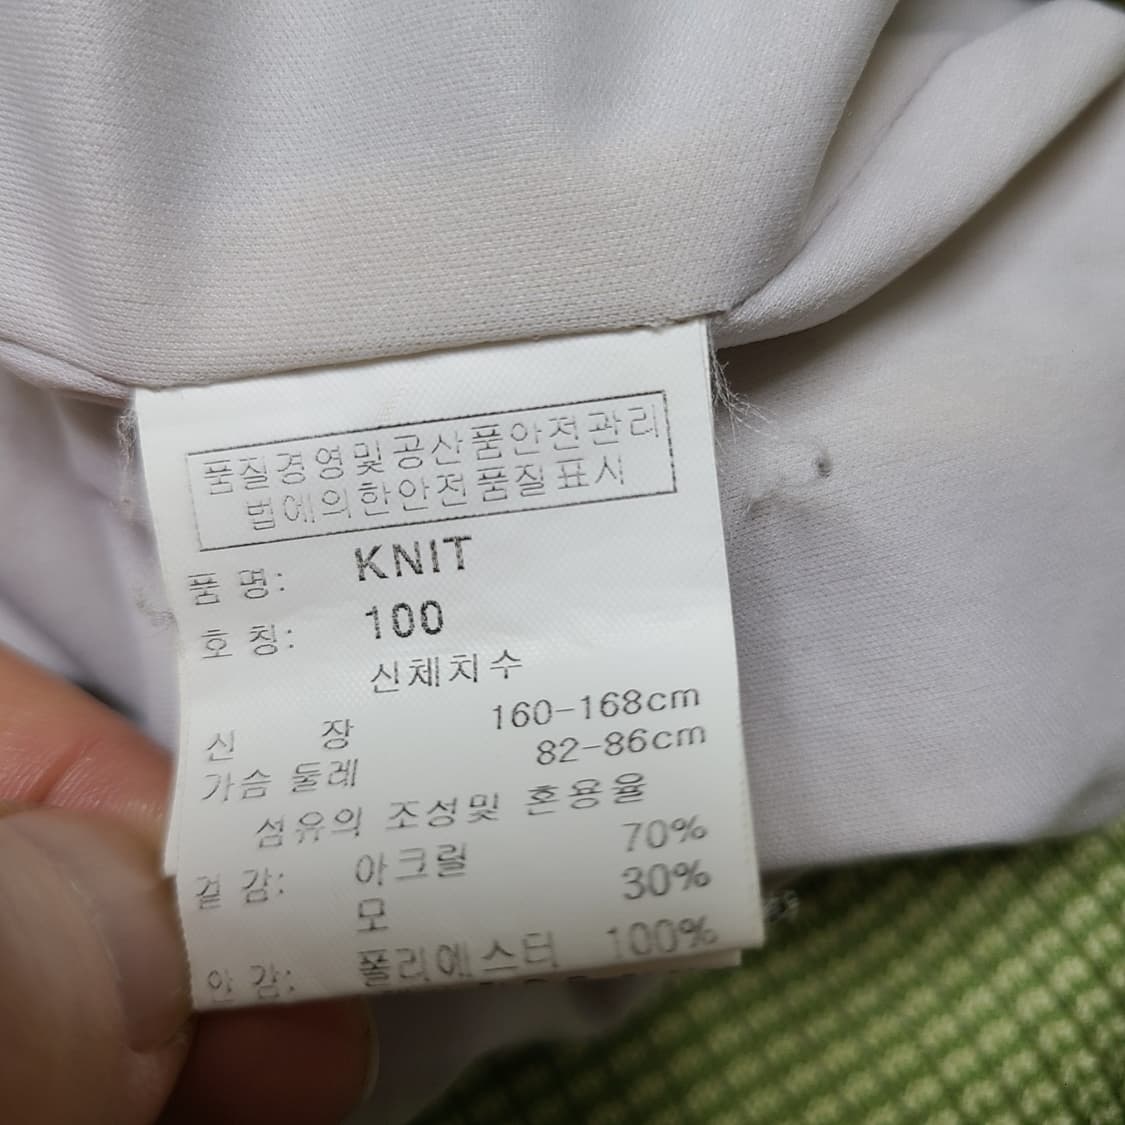 품질경영및공산품안전관리
법에의한안전품질표시
품 명: KNIT
호 칭: 100
신체치수
신 장 160-168cm
가슴 둘레 82-86cm
섬유의 조성및 혼용율
겉 감: 아크릴 70%
모 30%
안 감: 폴리에스터 100%